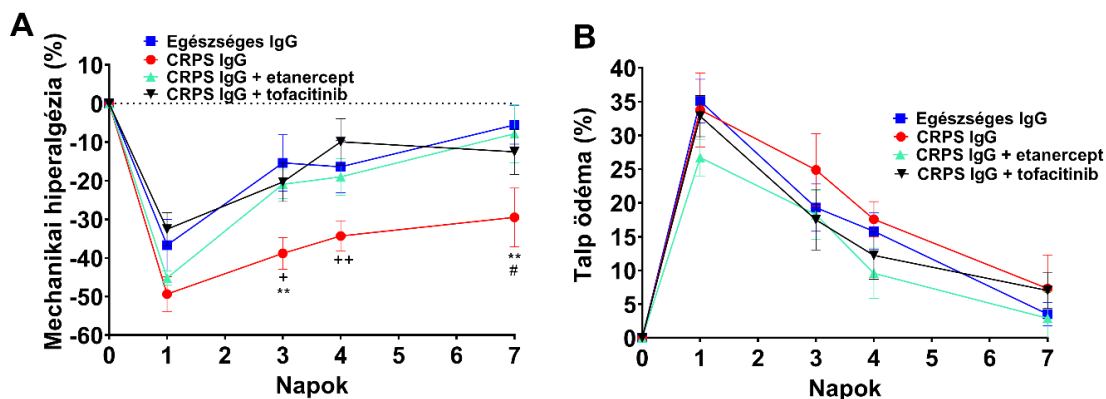 A
Egészséges IgG
CRPS IgG
CRPS IgG + etanercept
CRPS IgG + tofacitinib
Mechanikai hiperalgézia (%)
10
0
-10
-20
-30
-40
-50
-60
+
**
++
**
#
0 1 2 3 4 5 6 7
Napok
B
Egészséges IgG
CRPS IgG
CRPS IgG + etanercept
CRPS IgG + tofacitinib
Talp ödéma (%)
40
35
30
25
20
15
10
5
0
0 1 2 3 4 5 6 7
Napok